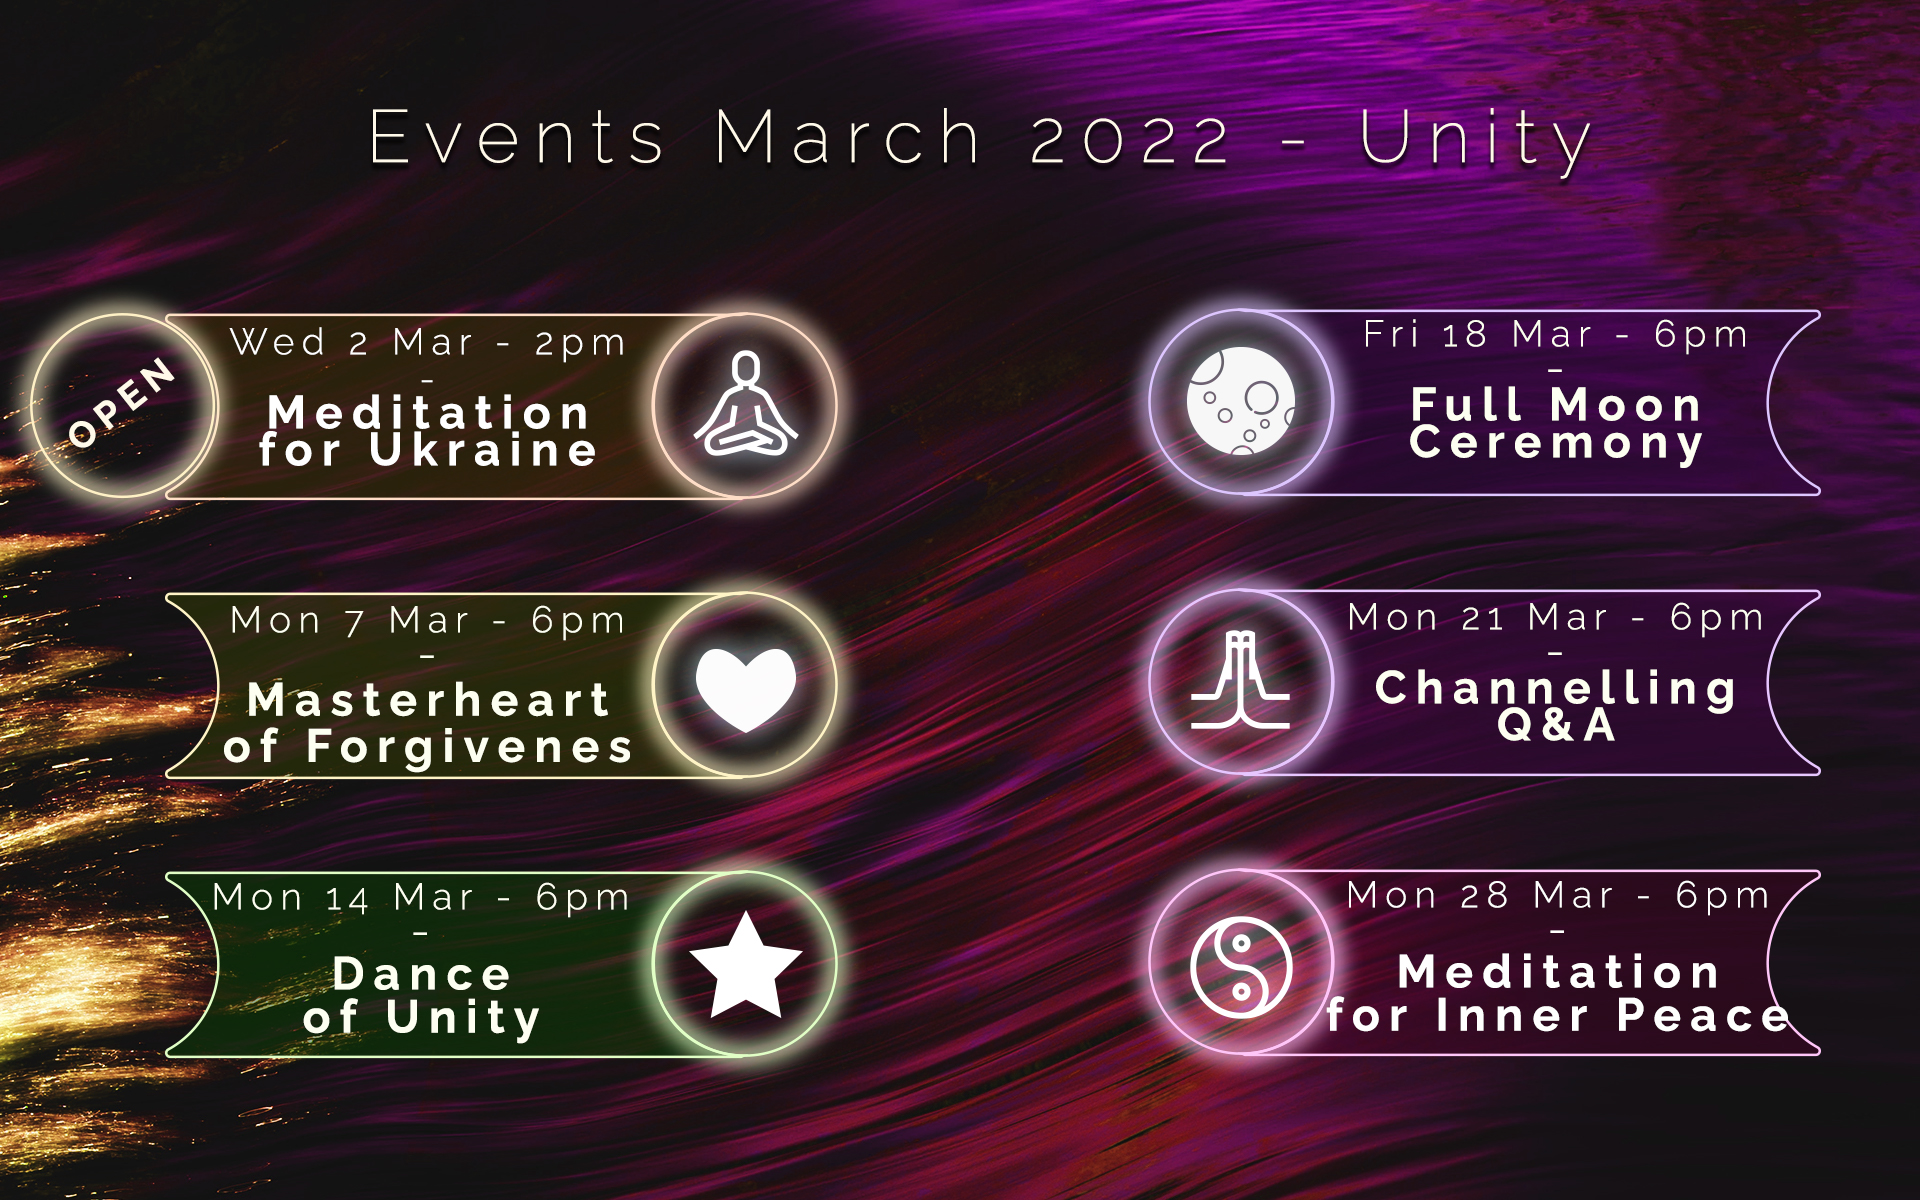 Events March 2022 - Unity
OPEN
Wed 2 Mar - 2pm
-
Meditation
for Ukraine
Mon 7 Mar - 6pm
-
Masterheart
of Forgivenes
Mon 14 Mar - 6pm
-
Dance
of Unity
Fri 18 Mar - 6pm
-
Full Moon
Ceremony
Mon 21 Mar - 6pm
-
Channelling
Q&A
Mon 28 Mar - 6pm
-
Meditation
for Inner Peace